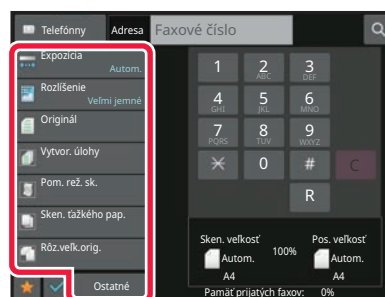 Telefónny
Adresa
Faxové číslo
Expozícia
Autom.
Rozlíšenie
Veľmi jemné
Originál
Vytvor. úlohy
Pom. rež. sk.
Sken. ťažkého pap.
Rôz.veľk.orig.
Ostatné
1
2
ABC
3
DEF
4
GHI
5
JKL
6
MNO
7
PQRS
8
TUV
9
WXYZ
0
#
C
R
Sken. veľkosť
Autom.
A4
100%
Pos. veľkosť
Autom.
A4
Pamäť prijatých faxov: 0%